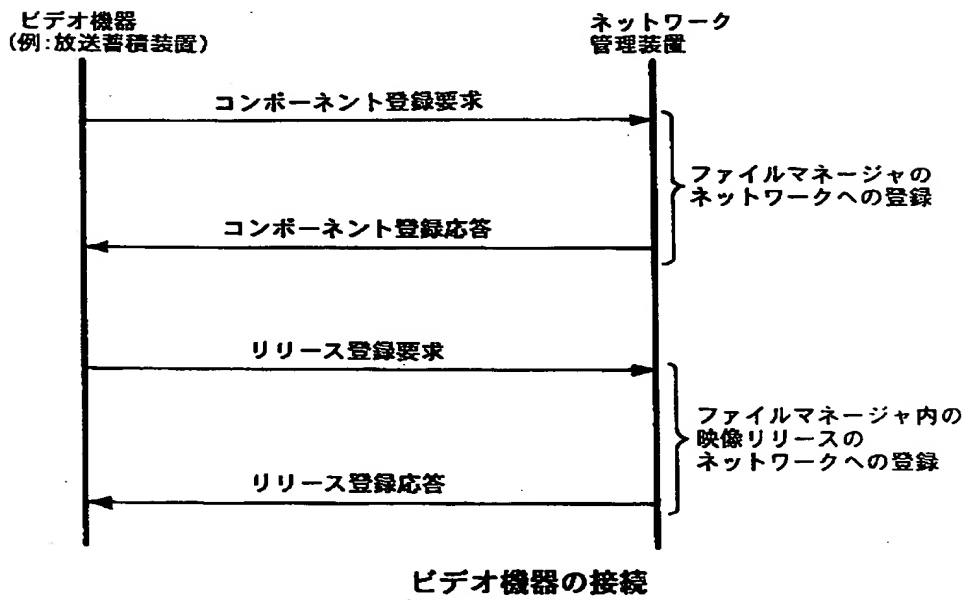 ビデオ機器
(例:放送蓄積装置)
ネットワーク
管理装置
コンポーネント登録要求
ファイルマネージャの
ネットワークへの登録
コンポーネント登録応答
リリース登録要求
ファイルマネージャ内の
映像リリースの
ネットワークへの登録
リリース登録応答
ビデオ機器の接続